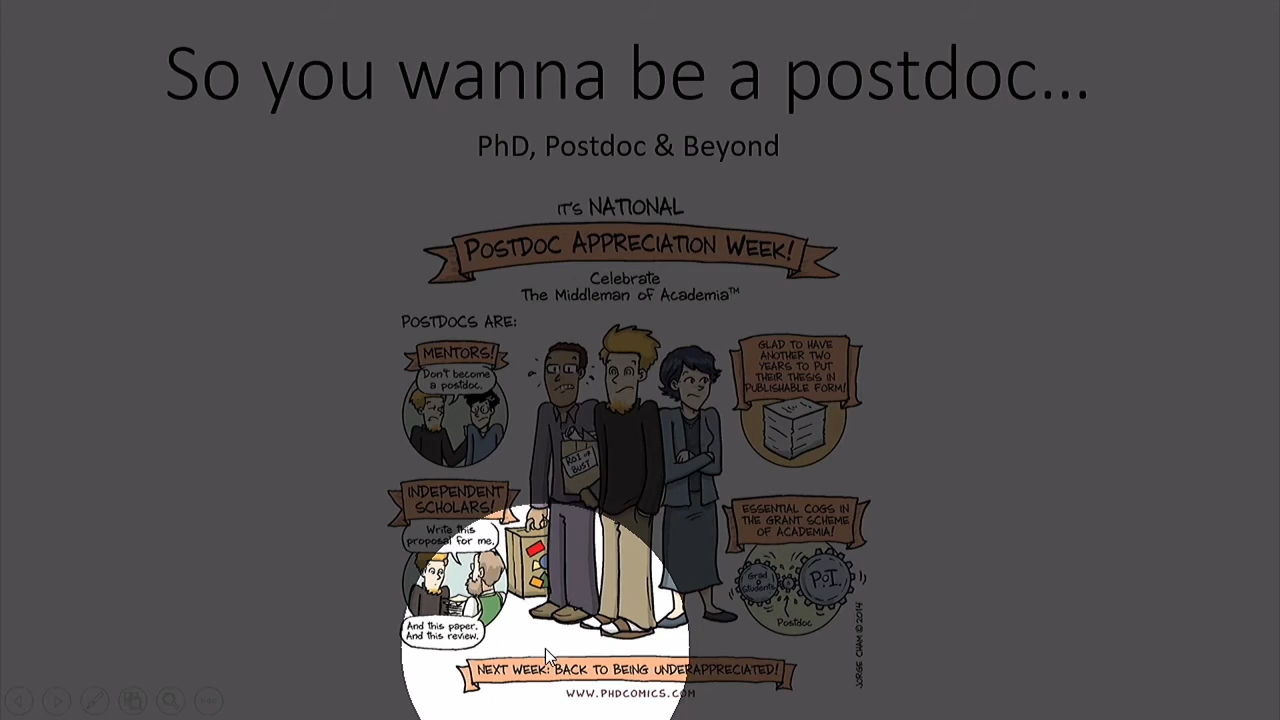 So you wanna be a postdoc...
PhD, Postdoc & Beyond
IT'S NATIONAL
POSTDOC APPRECIATION WEEK!
Celebrate
The Middleman of Academia™
POSTDOCS ARE:
MENTORS!
Don't become
a postdoc.
GLAD TO HAVE
ANOTHER TWO
YEARS TO PUT
THEIR THESIS IN
PUBLISHABLE FORM!
ROI or
BUST
INDEPENDENT
SCHOLARS!
Write this
proposal for me.
And this paper.
And this review.
ESSENTIAL COGS IN
THE GRANT SCHEME
OF ACADEMIA!
Grad
Students
P.I.
Postdoc
NEXT WEEK: BACK TO BEING UNDERAPPRECIATED!
WWW.PHDCOMICS.COM
JORGE CHAM © 2014